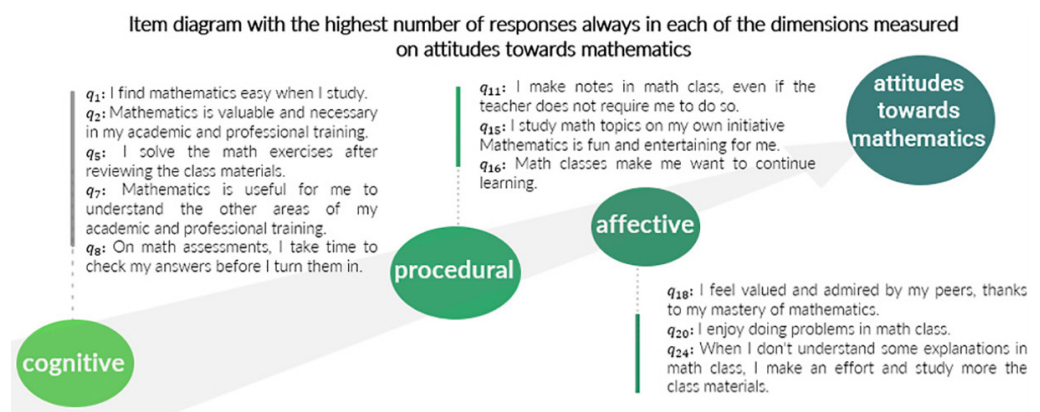 Item diagram with the highest number of responses always in each of the dimensions measured
on attitudes towards mathematics
q1: I find mathematics easy when I study.
q2: Mathematics is valuable and necessary
in my academic and professional training.
q5: I solve the math exercises after
reviewing the class materials.
q7: Mathematics is useful for me to
understand the other areas of my
academic and professional training.
q8: On math assessments, I take time to
check my answers before I turn them in.
cognitive
q11: I make notes in math class, even if the
teacher does not require me to do so.
q15: I study math topics on my own initiative
Mathematics is fun and entertaining for me.
q16: Math classes make me want to continue
learning.
procedural
affective
q18: I feel valued and admired by my peers, thanks
to my mastery of mathematics.
q20: I enjoy doing problems in math class.
q24: When I don't understand some explanations in
math class, I make an effort and study more the
class materials.
attitudes
towards
mathematics